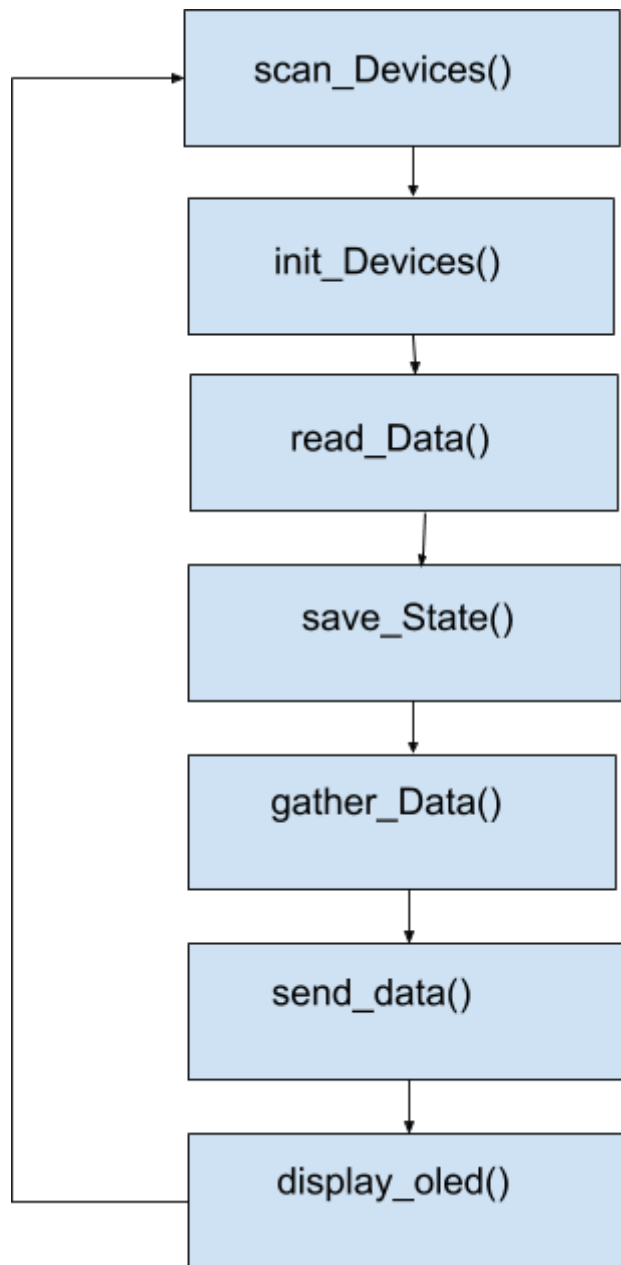 scan_Devices()
init_Devices()
read_Data()
save_State()
gather_Data()
send_data()
display_oled()